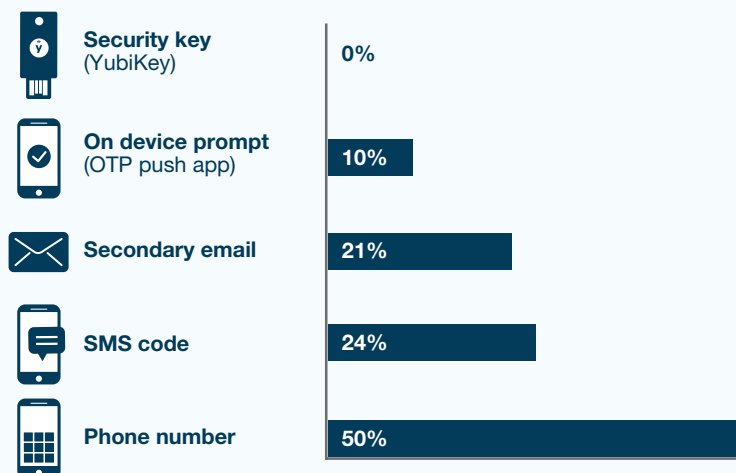 Security key
(YubiKey)
0%
On device prompt
(OTP push app)
10%
Secondary email
21%
SMS code
24%
Phone number
50%